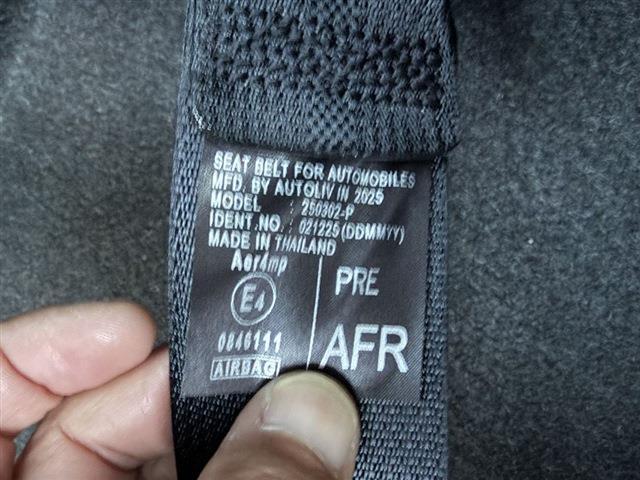 SEAT BELT FOR AUTOMOBILES
MFD. BY AUTOLIV IN 2025
MODEL : 250302-P
IDENT.NO. : 021225 (DDMMYY)
MADE IN THAILAND
Aer4mp
E4
0846111
AIRBAG
PRE
AFR